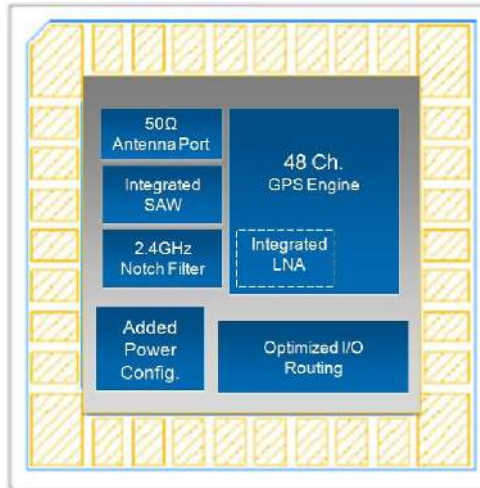 50Ω
Antenna Port
Integrated
SAW
2.4GHz
Notch Filter
48 Ch.
GPS Engine
Integrated
LNA
Added
Power
Config.
Optimized I/O
Routing